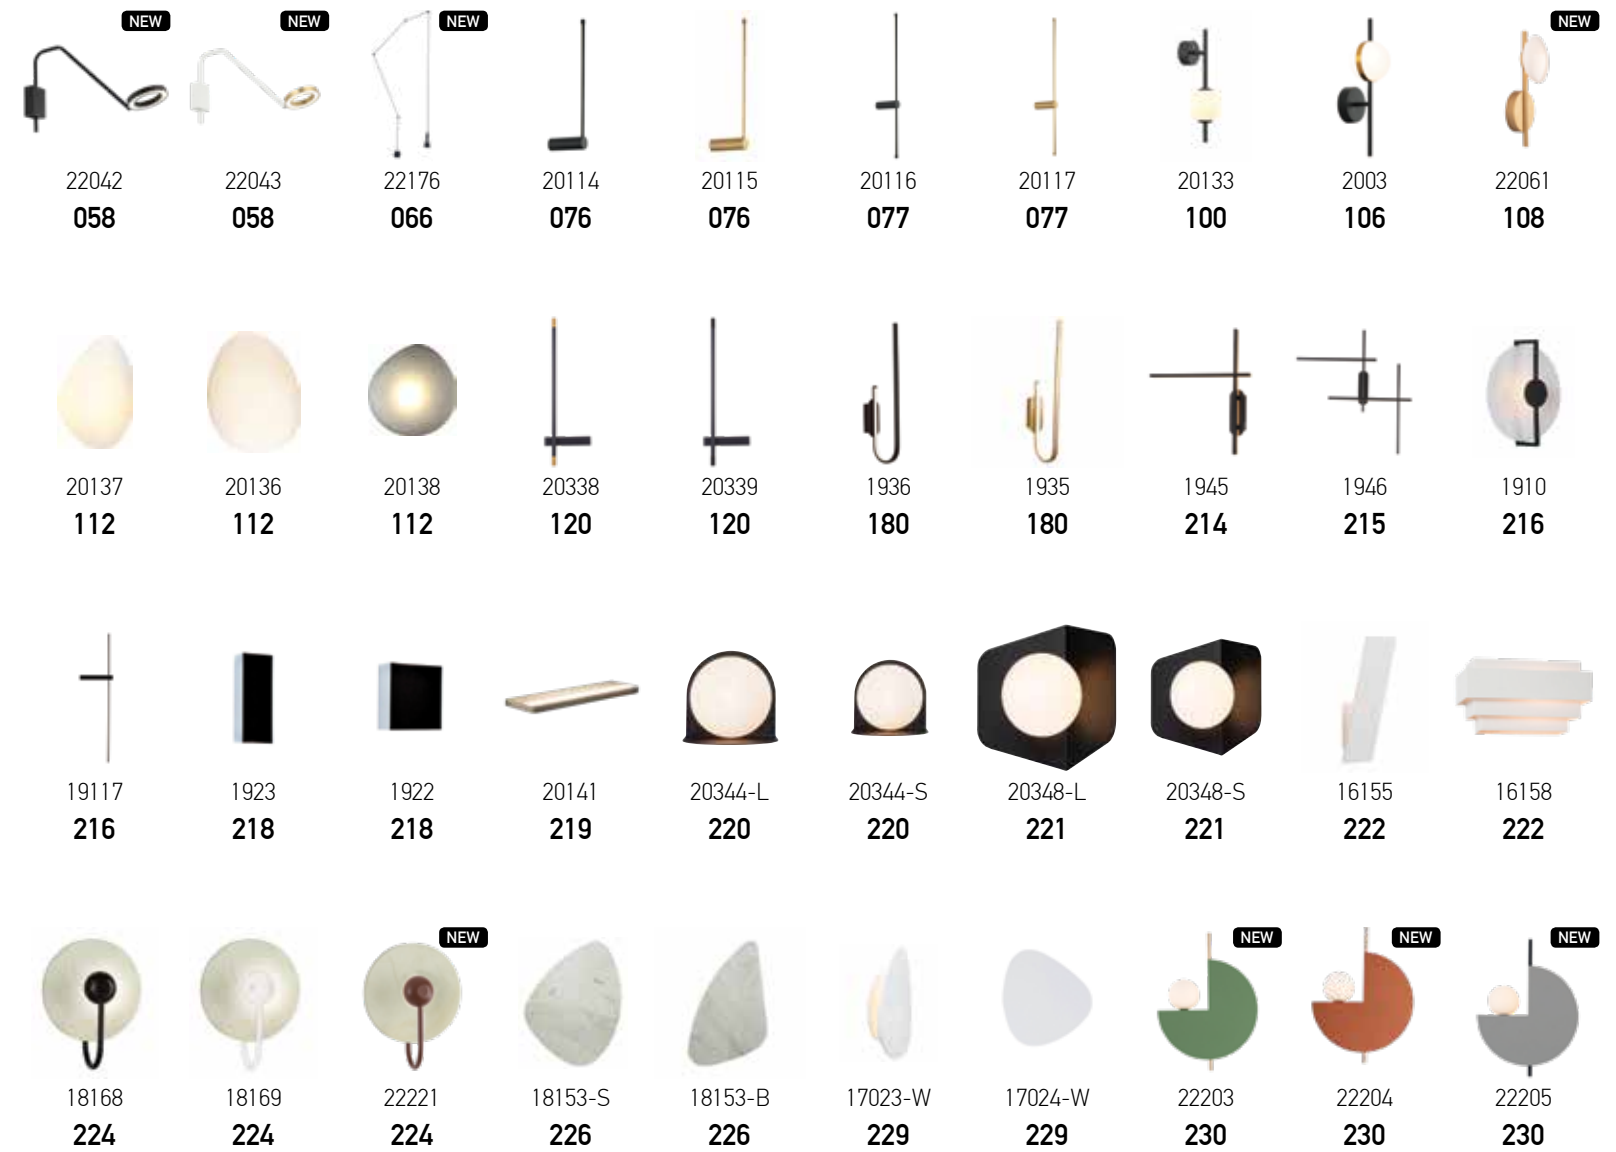 NEW NEW NEW NEW
22042 22043 22176 20114 20115 20116 20117 20133 2003 22061
058 058 066 076 076 077 077 100 106 108
20137 20136 20138 20338 20339 1936 1935 1945 1946 1910
112 112 112 120 120 180 180 214 215 216
19117 1923 1922 20141 20344-L 20344-S 20348-L 20348-S 16155 16158
216 218 218 219 220 220 221 221 222 222
NEW NEW NEW NEW
18168 18169 22221 18153-S 18153-B 17023-W 17024-W 22203 22204 22205
224 224 224 226 226 229 229 230 230 230